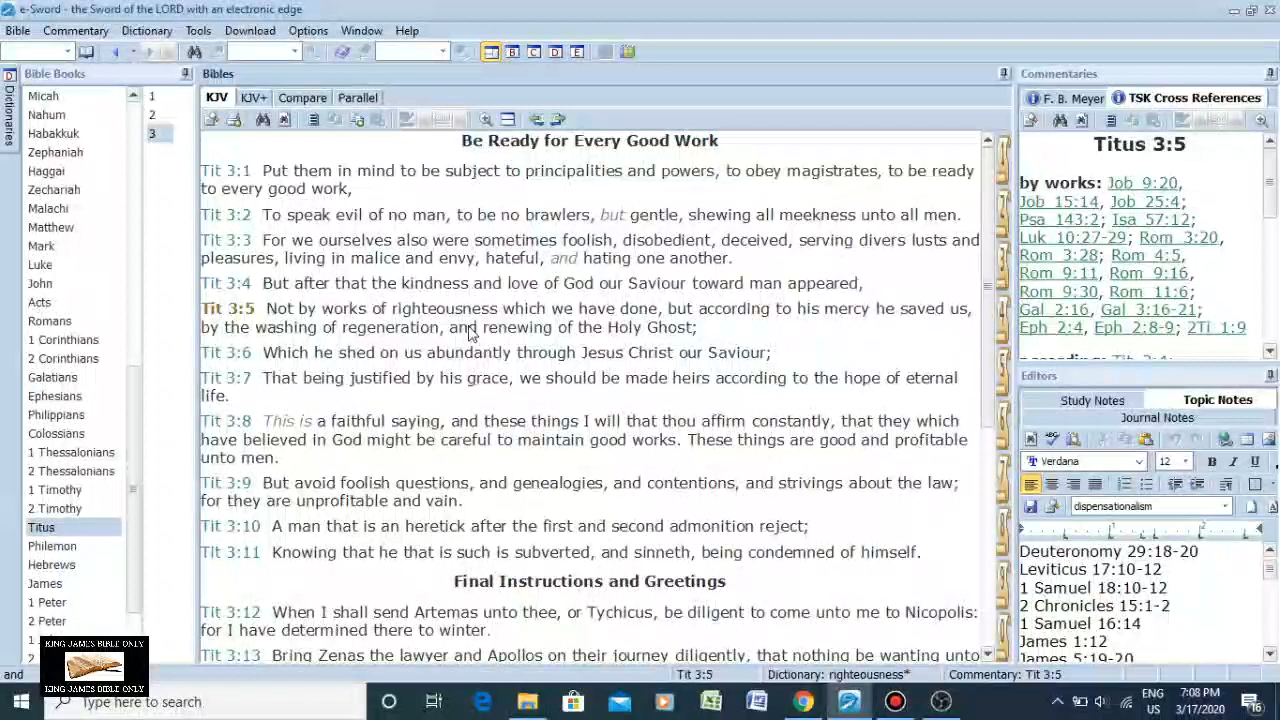 e-Sword - the Sword of the LORD with an electronic edge
Bible Commentary Dictionary Tools Download Options Window Help
B C D E
D
Dictionaries
Bible Books
Micah
Nahum
Habakkuk
Zephaniah
Haggai
Zechariah
Malachi
Matthew
Mark
Luke
John
Acts
Romans
1 Corinthians
2 Corinthians
Galatians
Ephesians
Philippians
Colossians
1 Thessalonians
2 Thessalonians
1 Timothy
2 Timothy
Titus
Philemon
Hebrews
James
1 Peter
2 Peter
1
2
3
Bibles
KJV KJV+ Compare Parallel
Be Ready for Every Good Work
Tit 3:1 Put them in mind to be subject to principalities and powers, to obey magistrates, to be ready
to every good work,
Tit 3:2 To speak evil of no man, to be no brawlers, but gentle, shewing all meekness unto all men.
Tit 3:3 For we ourselves also were sometimes foolish, disobedient, deceived, serving divers lusts and
pleasures, living in malice and envy, hateful, and hating one another.
Tit 3:4 But after that the kindness and love of God our Saviour toward man appeared,
Tit 3:5 Not by works of righteousness which we have done, but according to his mercy he saved us,
by the washing of regeneration, and renewing of the Holy Ghost;
Tit 3:6 Which he shed on us abundantly through Jesus Christ our Saviour;
Tit 3:7 That being justified by his grace, we should be made heirs according to the hope of eternal
life.
Tit 3:8 This is a faithful saying, and these things I will that thou affirm constantly, that they which
have believed in God might be careful to maintain good works. These things are good and profitable
unto men.
Tit 3:9 But avoid foolish questions, and genealogies, and contentions, and strivings about the law;
for they are unprofitable and vain.
Tit 3:10 A man that is an heretick after the first and second admonition reject;
Tit 3:11 Knowing that he that is such is subverted, and sinneth, being condemned of himself.
Final Instructions and Greetings
Tit 3:12 When I shall send Artemas unto thee, or Tychicus, be diligent to come unto me to Nicopolis:
for I have determined there to winter.
Tit 3:13 Bring Zenas the lawyer and Apollos on their journey diligently, that nothing be wanting unto
Commentaries
F. B. Meyer TSK Cross References
Titus 3:5
by works: Job 9:20,
Job 15:14, Job 25:4;
Psa 143:2; Isa 57:12;
Luk 10:27-29; Rom 3:20,
Rom 3:28; Rom 4:5,
Rom 9:11, Rom 9:16,
Rom 9:30, Rom 11:6;
Gal 2:16, Gal 3:16-21;
Eph 2:4, Eph 2:8-9; 2Ti 1:9
Editors
Study Notes Topic Notes
Journal Notes
Verdana 12 B I U
dispensationalism
1 2
Deuteronomy 29:18-20
Leviticus 17:10-12
1 Samuel 18:10-12
2 Chronicles 15:1-2
1 Samuel 16:14
James 1:12
James 5:19-20
KING JAMES BIBLE ONLY
KING JAMES BIBLE ONLY
and Tit 3:5 Dictionary: righteousness* Commentary: Tit 3:5
Type here to search
ENG
US
7:08 PM
3/17/2020
16